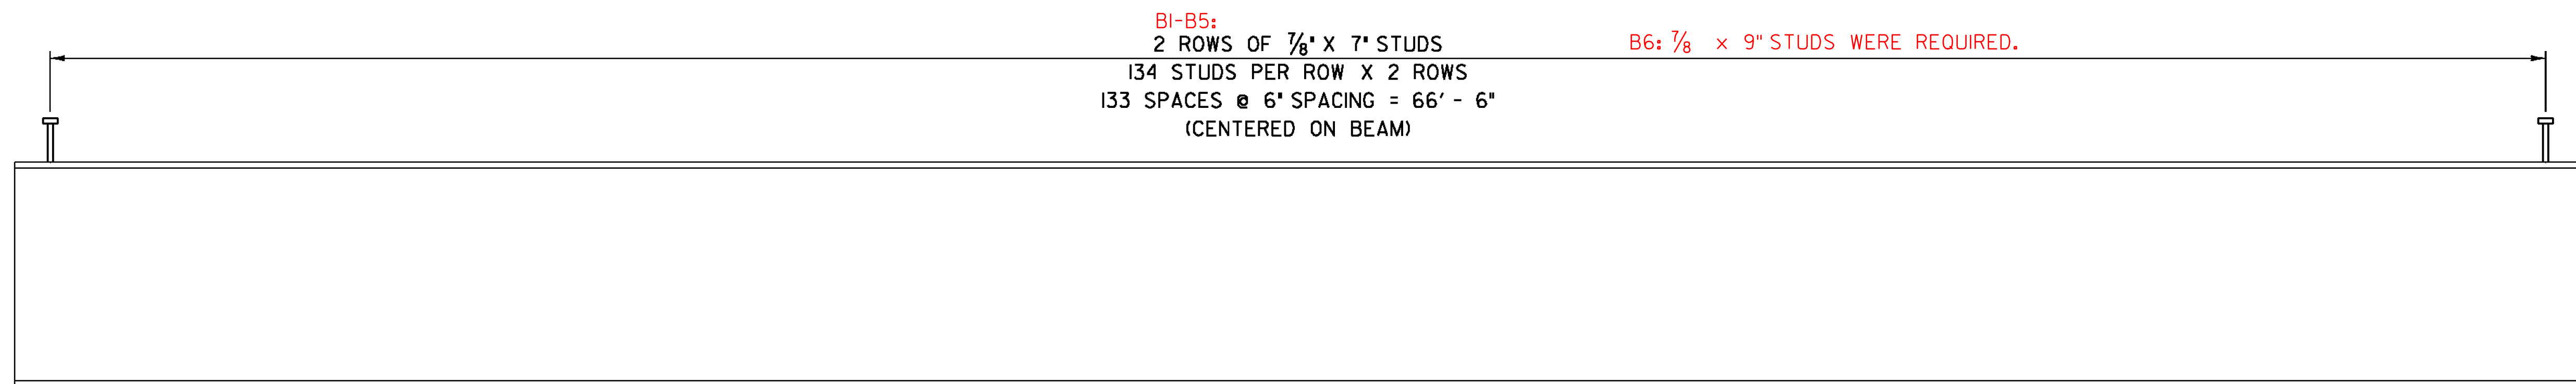 B1-B5:
2 ROWS OF 7/8" X 7" STUDS
B6: 7/8 x 9" STUDS WERE REQUIRED.
134 STUDS PER ROW X 2 ROWS
133 SPACES @ 6" SPACING = 66' - 6"
(CENTERED ON BEAM)